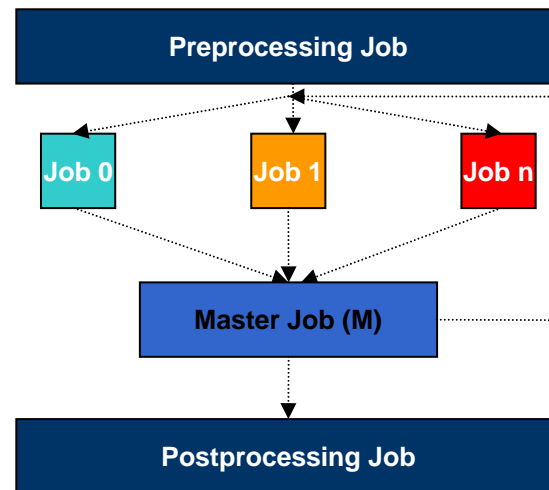 Preprocessing Job
Job 0
Job 1
Job n
Master Job (M)
Postprocessing Job